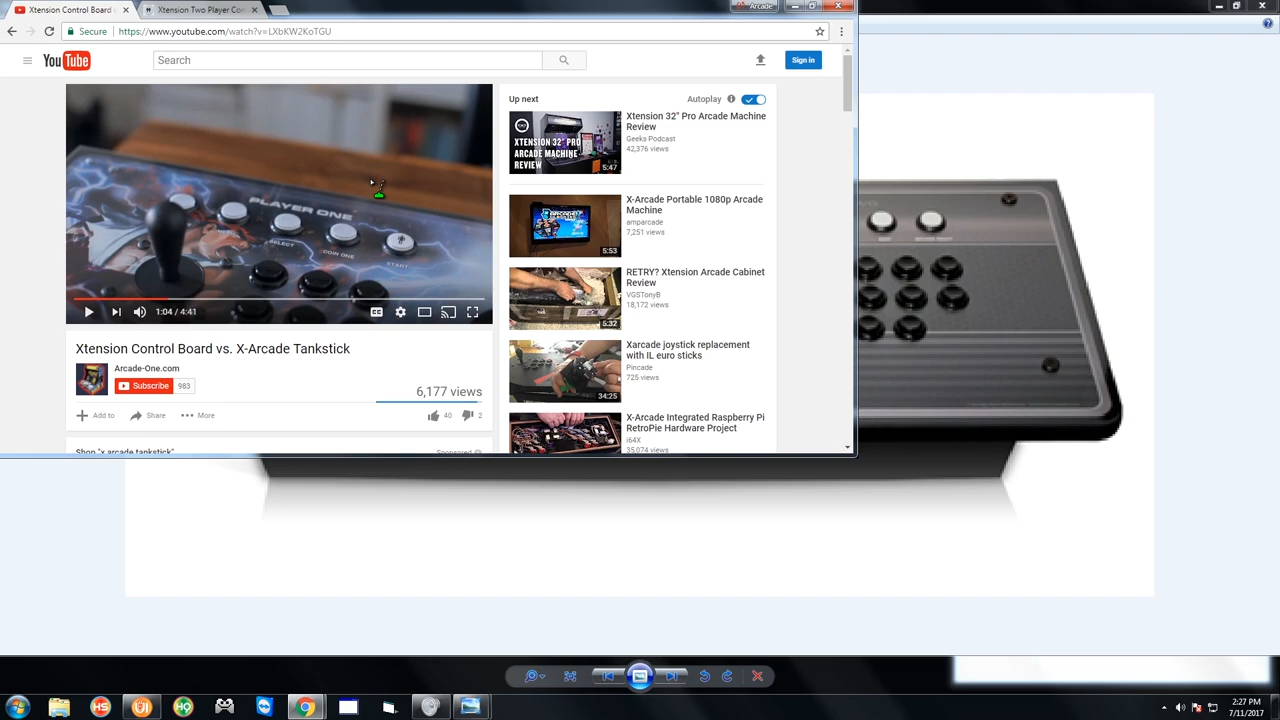 Xtension Control Board
Xtension Two Player Co
Arcade
Secure
https://www.youtube.com/watch?v=LXbKW2KoTGU
YouTube
Search
Sign in
PLAYER ONE
SELECT
COIN ONE
START
1:04 / 4:41
Xtension Control Board vs. X-Arcade Tankstick
Arcade-One.com
Subscribe 983
6,177 views
Add to Share More 40 2
Shop "x arcade tankstick" Sponsored
Up next Autoplay
XTENSION 32" PRO
ARCADE MACHINE
REVIEW
5:47
Xtension 32" Pro Arcade Machine
Review
Geeks Podcast
42,376 views
5:53
X-Arcade Portable 1080p Arcade
Machine
amparcade
7,251 views
5:32
RETRY? Xtension Arcade Cabinet
Review
VGSTonyB
18,172 views
34:25
Xarcade joystick replacement
with IL euro sticks
Pincade
725 views
X-Arcade Integrated Raspberry Pi
RetroPie Hardware Project
i64X
35,074 views
HS
UI
HQ
2:27 PM
7/11/2017